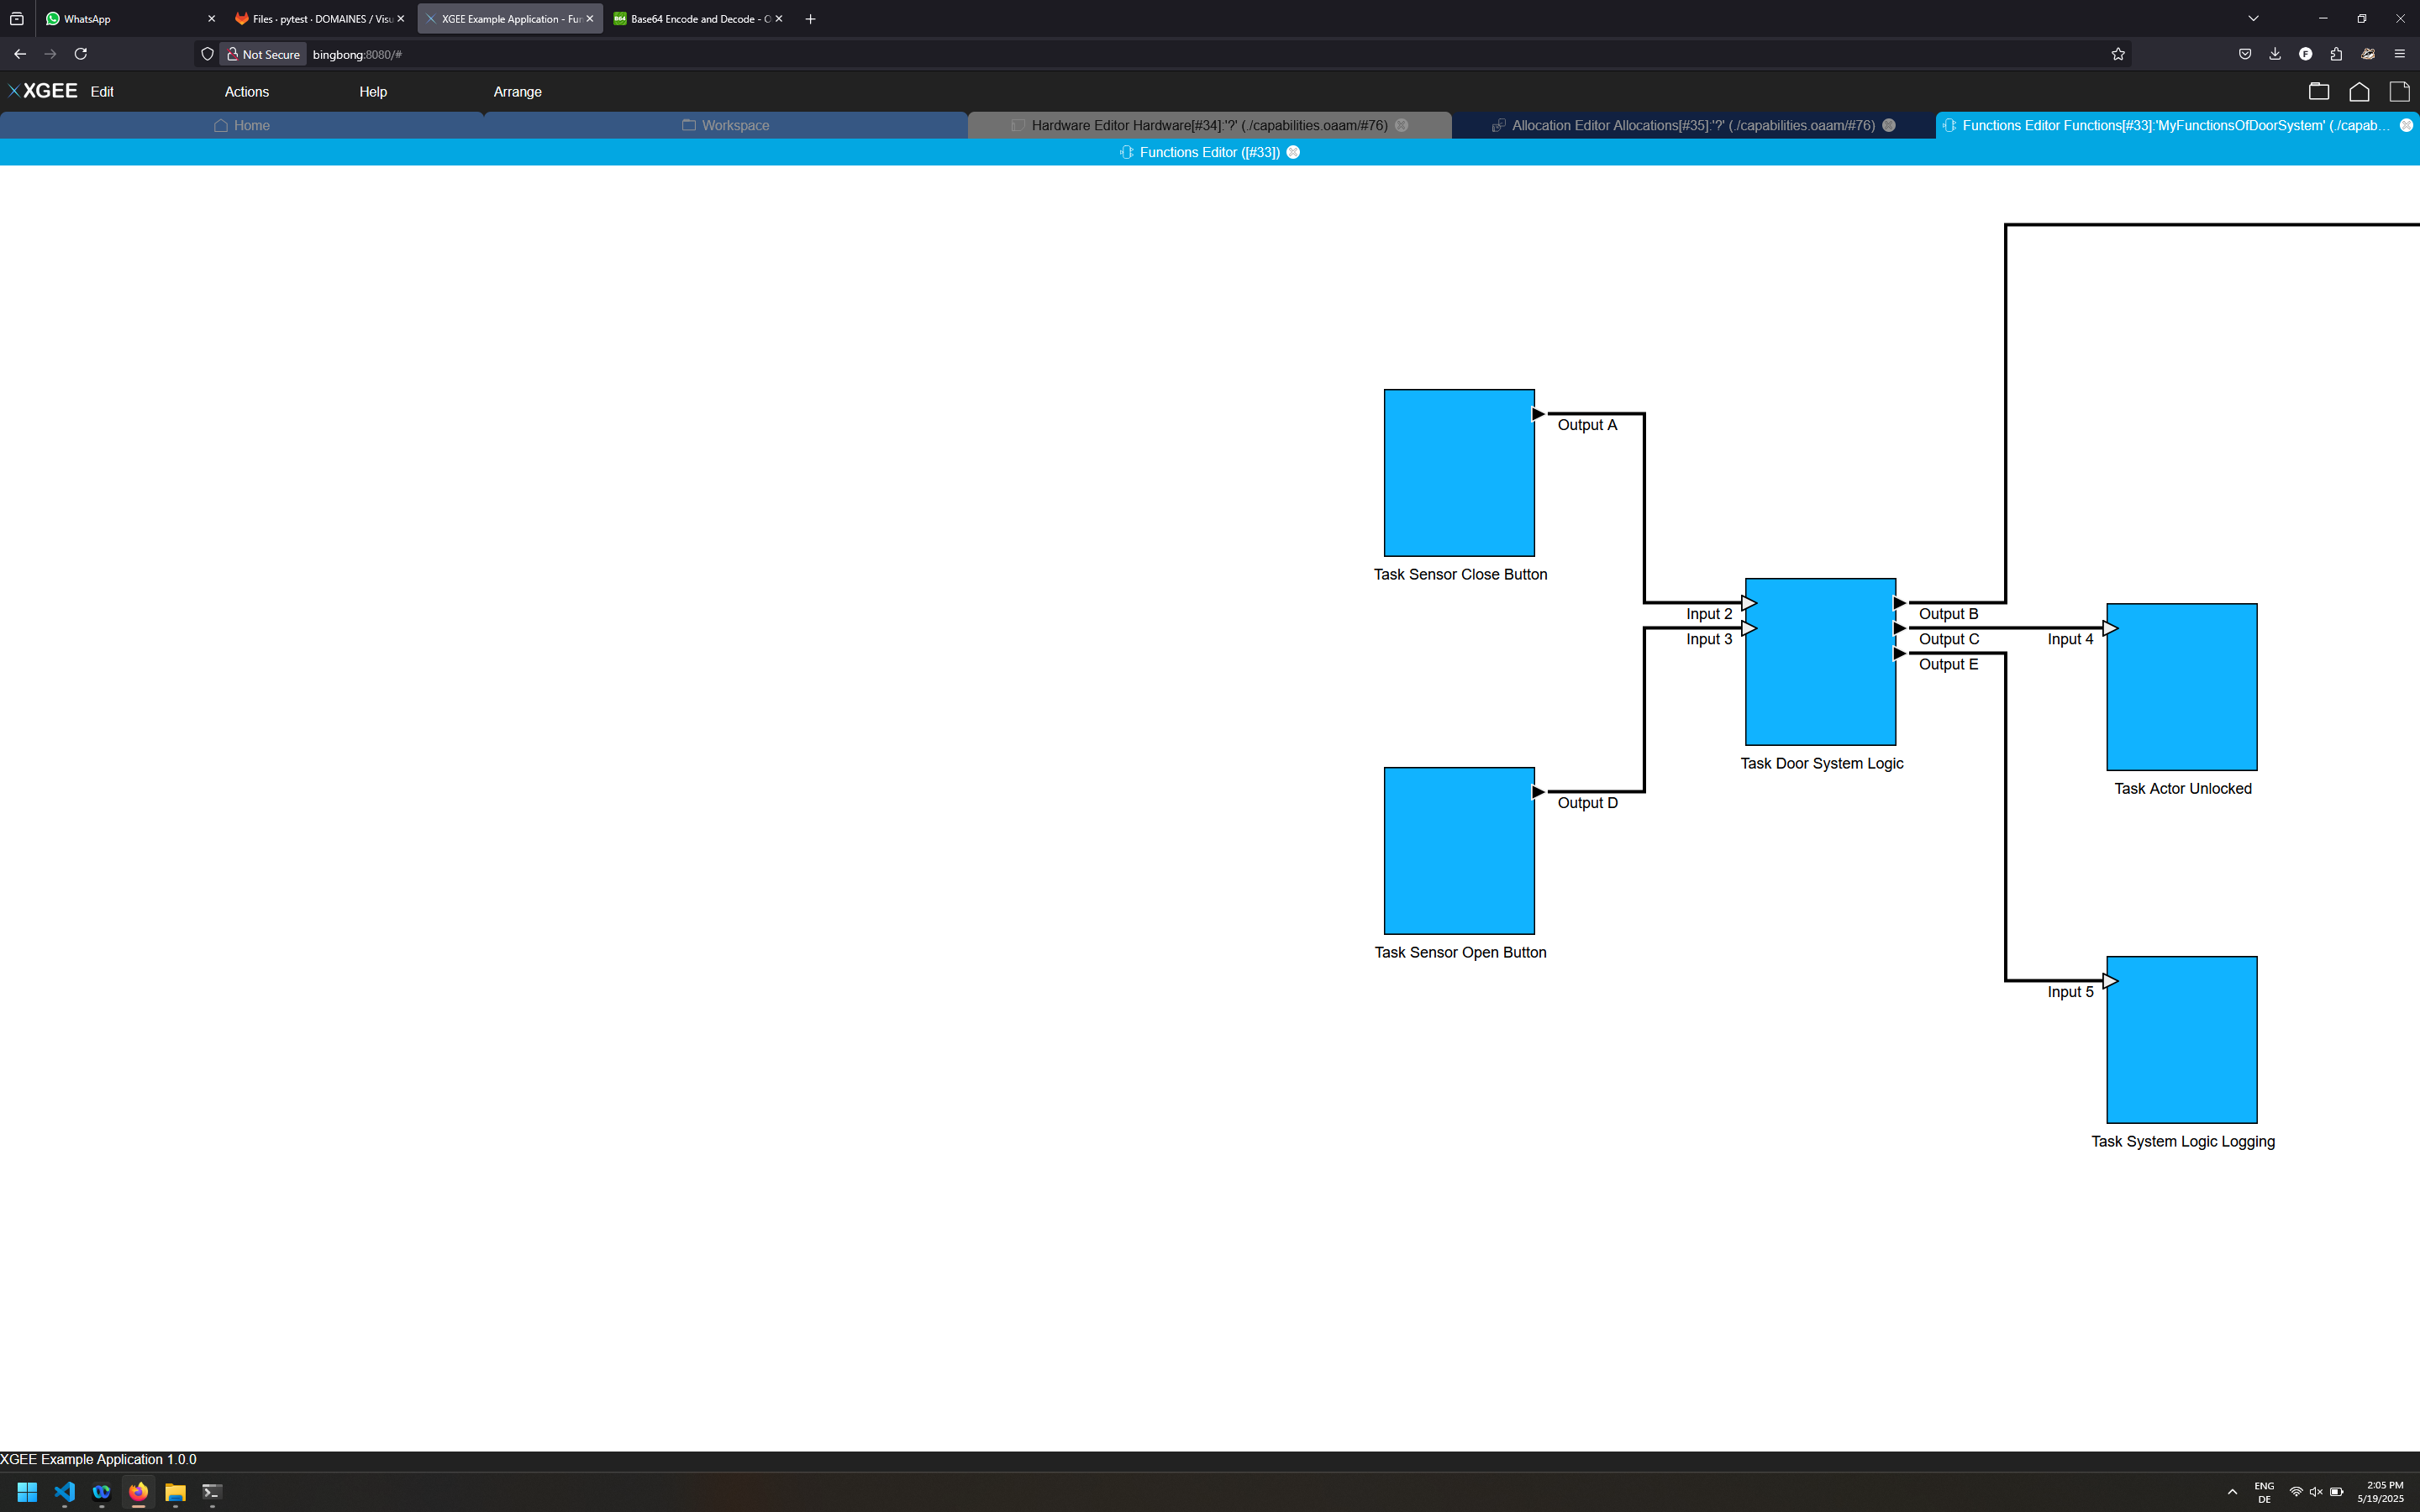 WhatsApp
Files · pytest · DOMAINES / Visu
XGEE Example Application - Fun
B64
Base64 Encode and Decode - O
Not Secure
bingbong:8080/#
F
XGEE
Edit
Actions
Help
Arrange
Home
Workspace
Hardware Editor Hardware[#34]:'?' (./capabilities.oaam/#76)
Allocation Editor Allocations[#35]:'?' (./capabilities.oaam/#76)
Functions Editor Functions[#33]:'MyFunctionsOfDoorSystem' (./capab...
Functions Editor ([#33])
Output A
Task Sensor Close Button
Input 2
Input 3
Output B
Output C
Output E
Input 4
Task Door System Logic
Task Actor Unlocked
Output D
Task Sensor Open Button
Input 5
Task System Logic Logging
XGEE Example Application 1.0.0
ENG
DE
2:05 PM
5/19/2025